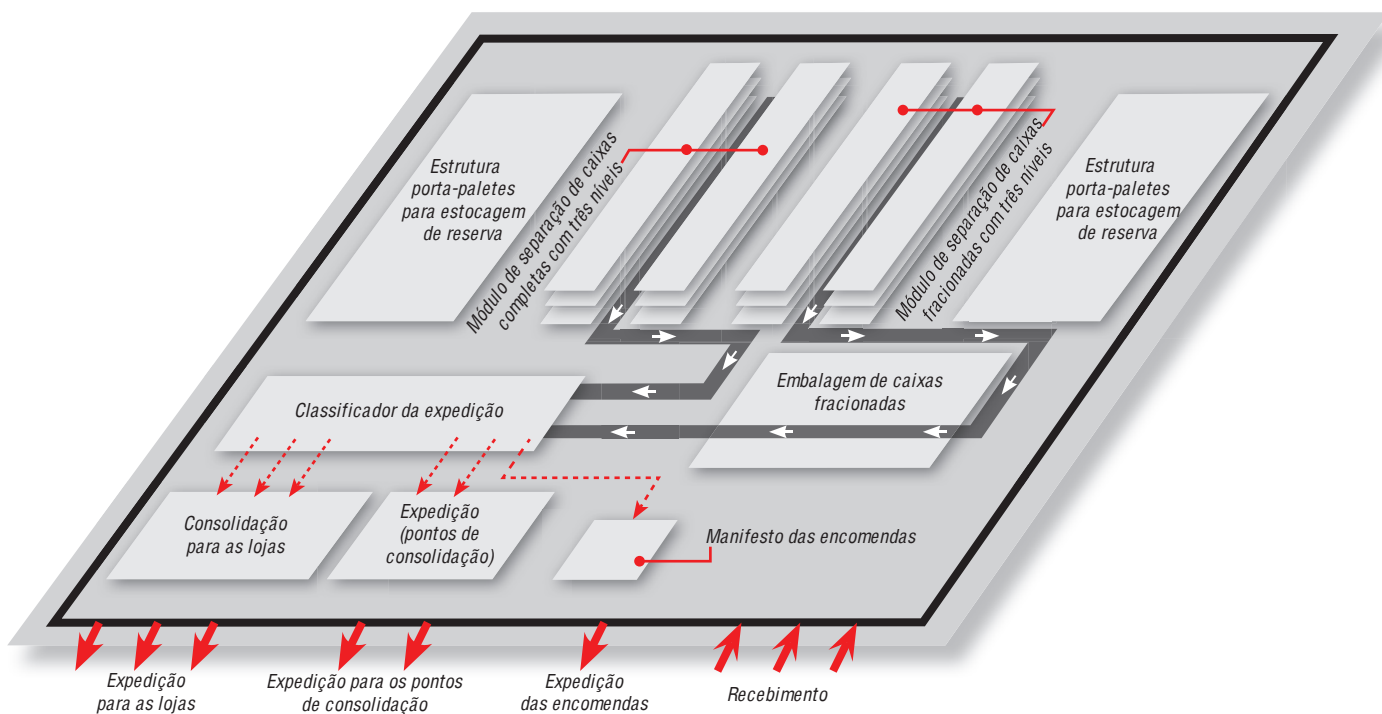 Estrutura
porta-paletes
para estocagem
de reserva
Módulo de separação de caixas
completas com três níveis
Módulo de separação de caixas
fracionadas com três níveis
Estrutura
porta-paletes
para estocagem
de reserva
Classificador da expedição
Embalagem de caixas
fracionadas
Consolidação
para as lojas
Expedição
(pontos de
consolidação)
Manifesto das encomendas
Expedição
para as lojas
Expedição para os pontos
de consolidação
Expedição
das encomendas
Recebimento